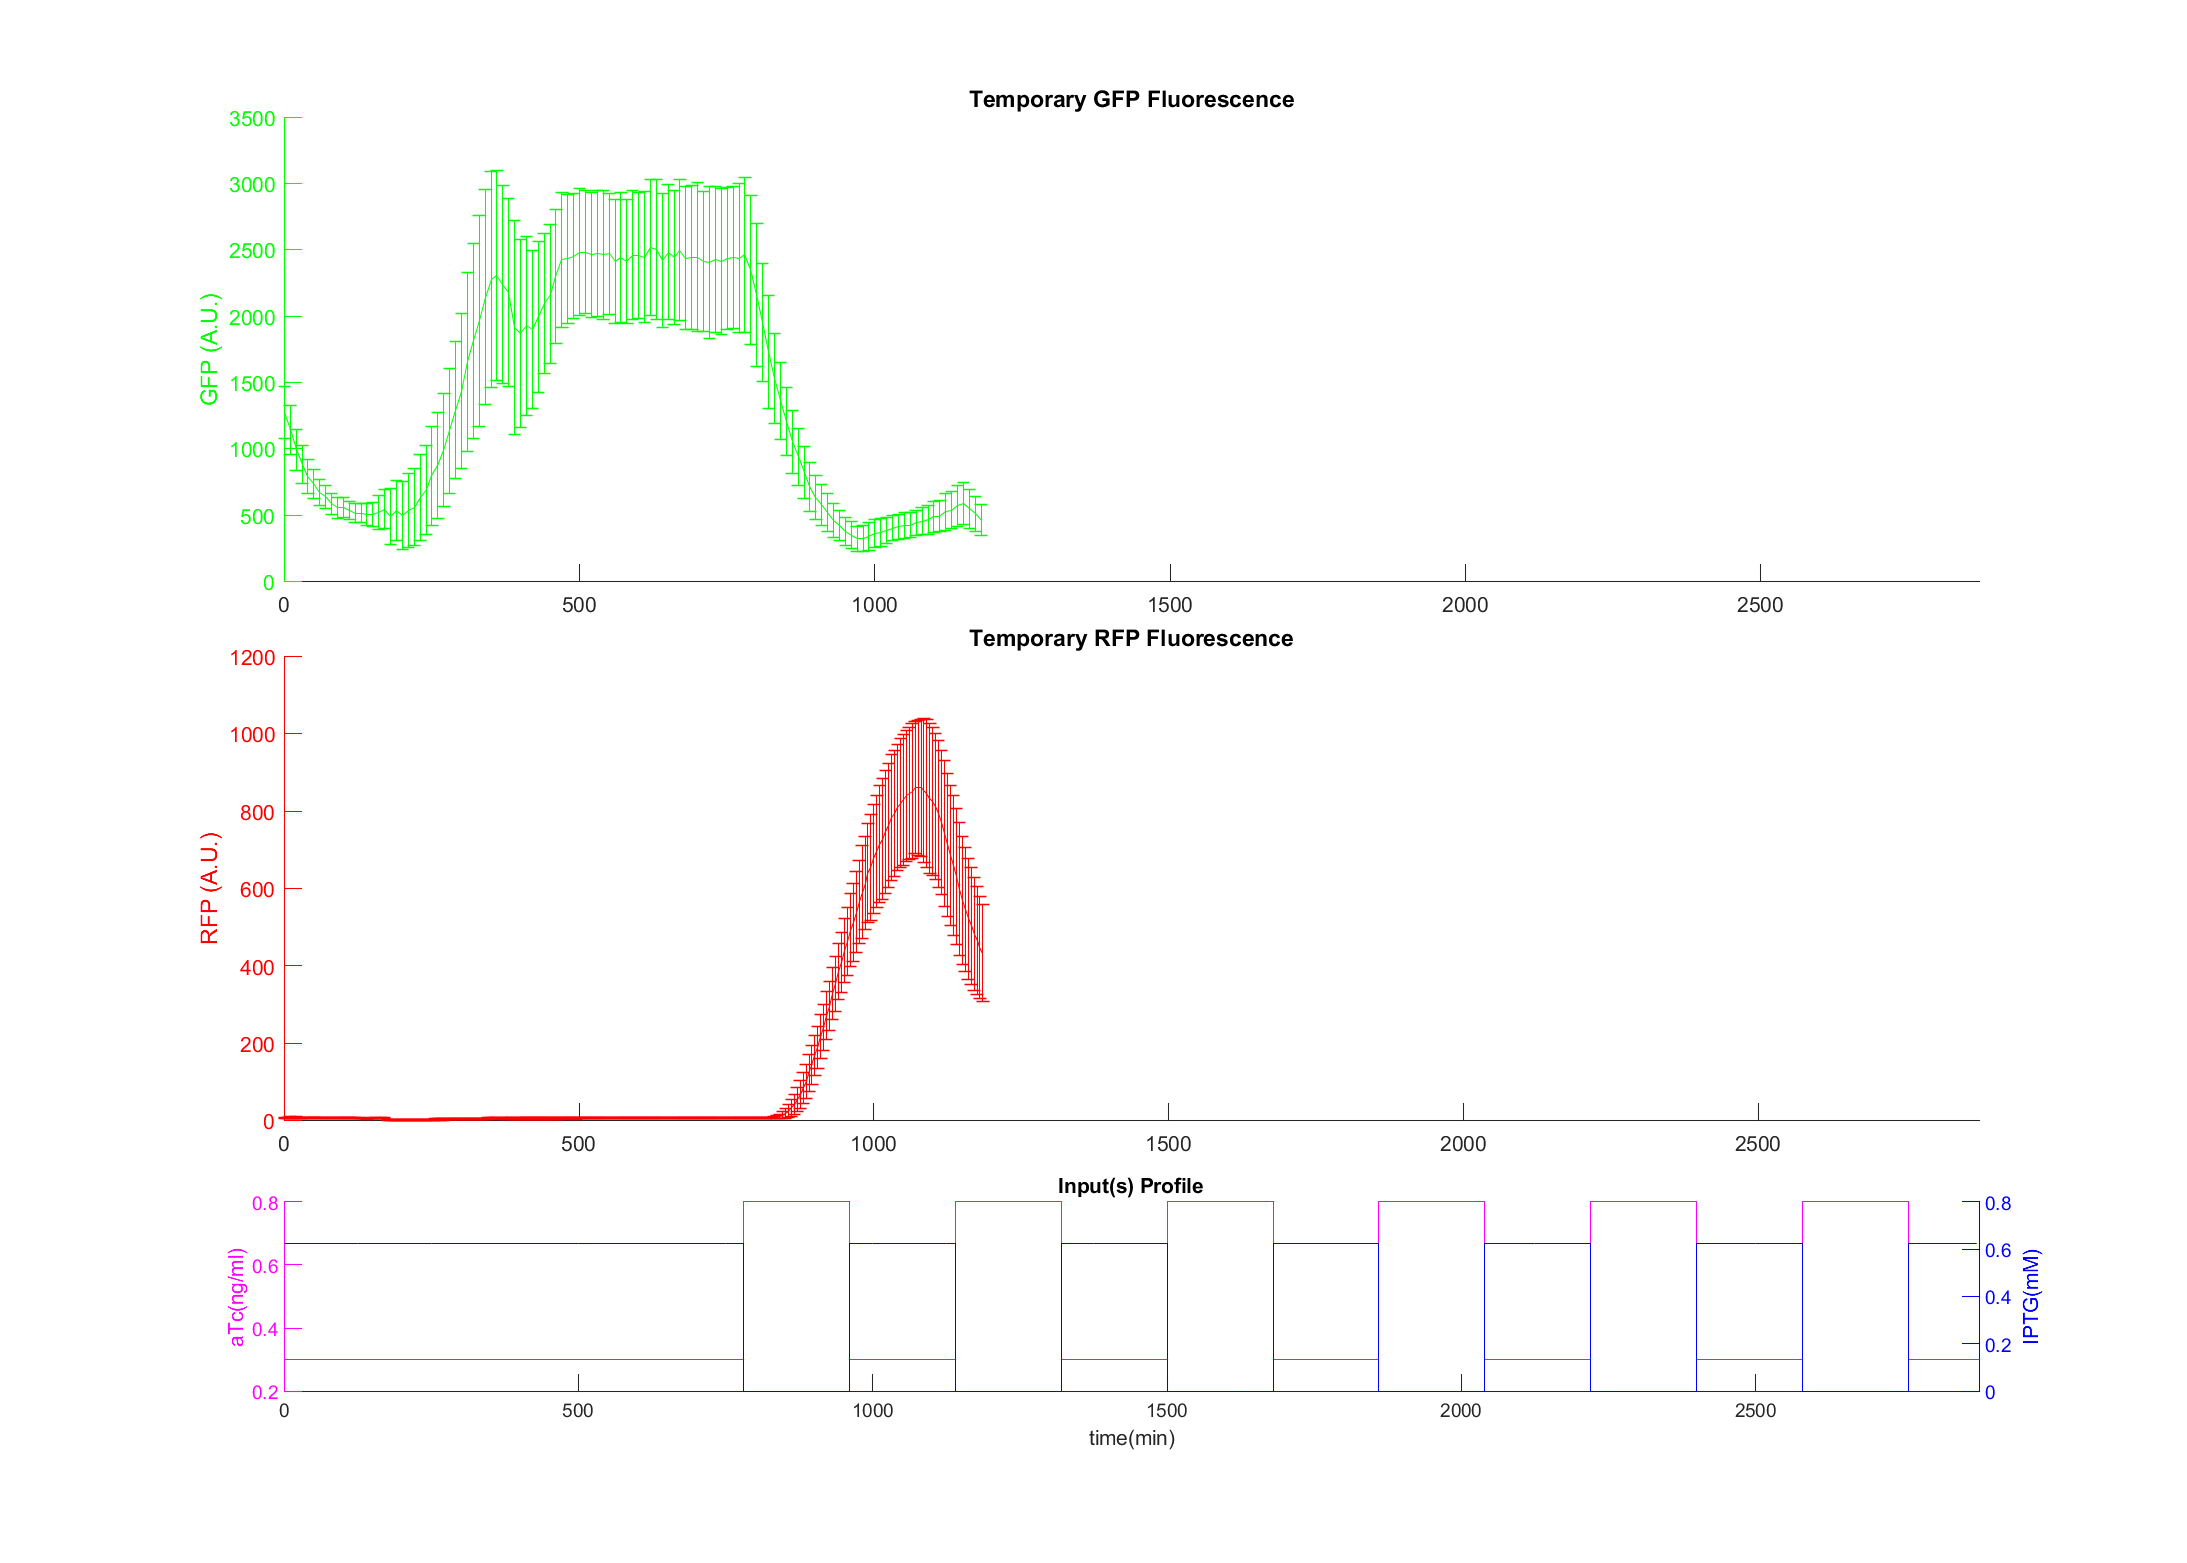 Temporary GFP Fluorescence
3500
3000
2500
2000
1500
1000
500
0
GFP (A.U.)
0 500 1000 1500 2000 2500
Temporary RFP Fluorescence
1200
1000
800
600
400
200
0
RFP (A.U.)
0 500 1000 1500 2000 2500
Input(s) Profile
0.8
0.6
0.4
0.2
aTc(ng/ml)
0.8
0.6
0.4
0.2
0
IPTG(mM)
0 500 1000 1500 2000 2500
time(min)